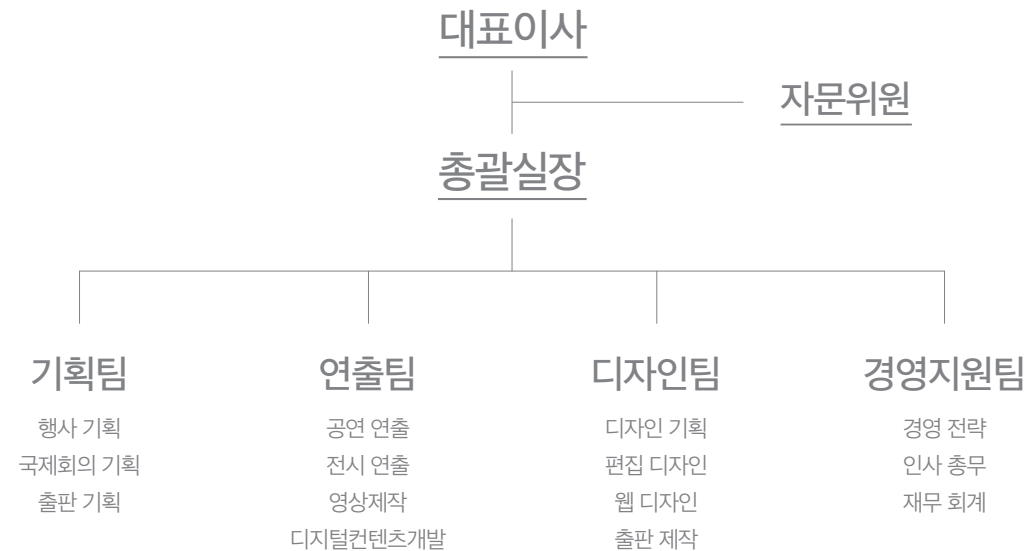 대표이사
자문위원
총괄실장
기획팀
행사 기획
국제회의 기획
출판 기획
연출팀
공연 연출
전시 연출
영상제작
디지털컨텐츠개발
디자인팀
디자인 기획
편집 디자인
웹 디자인
출판 제작
경영지원팀
경영 전략
인사 총무
재무 회계